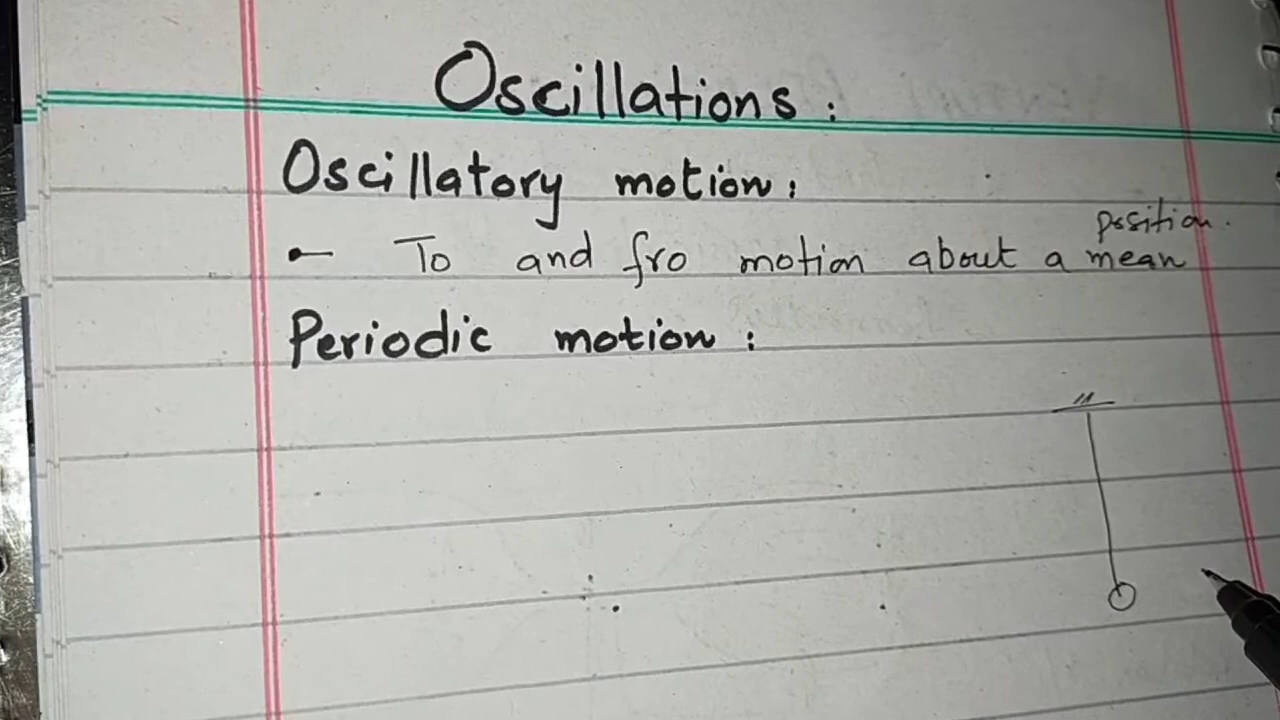 Oscillations:
Oscillatory motion:
- To and fro motion about a mean position.
Periodic motion: